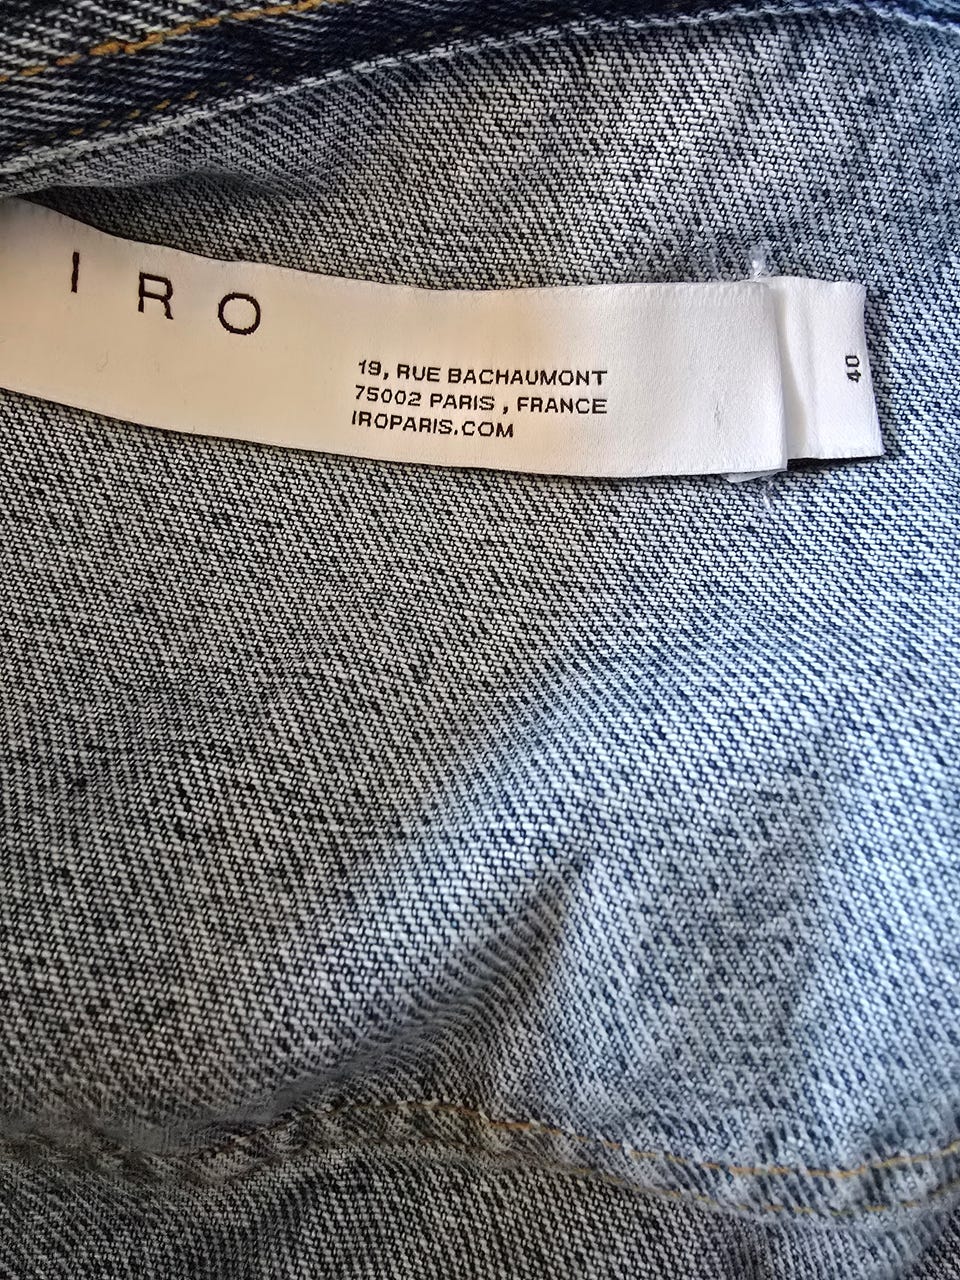 IRO
19, RUE BACHAUMONT
75002 PARIS , FRANCE
IROPARIS.COM
40